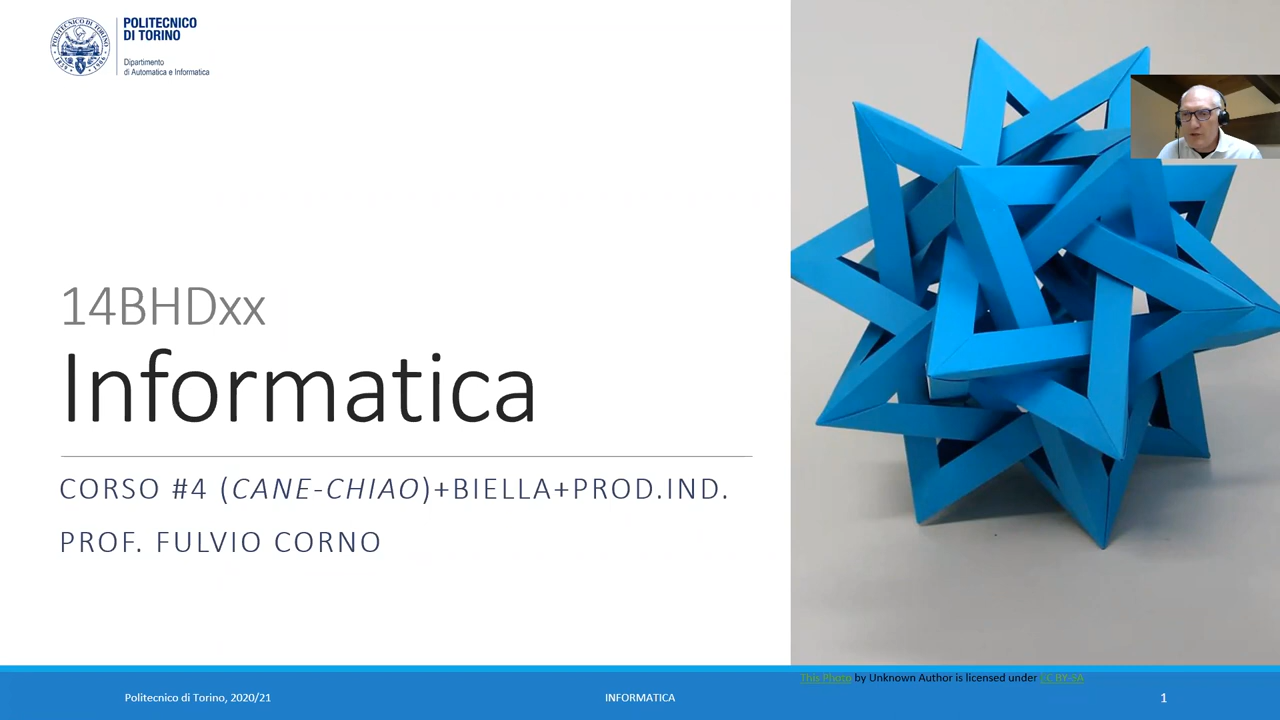 POLITECNICO
DI TORINO
Dipartimento
di Automatica e Informatica
14BHDxx
Informatica
CORSO #4 (CANE-CHIAO)+BIELLA+PROD.IND.
PROF. FULVIO CORNO
This Photo by Unknown Author is licensed under CC BY-SA
Politecnico di Torino, 2020/21
INFORMATICA
1